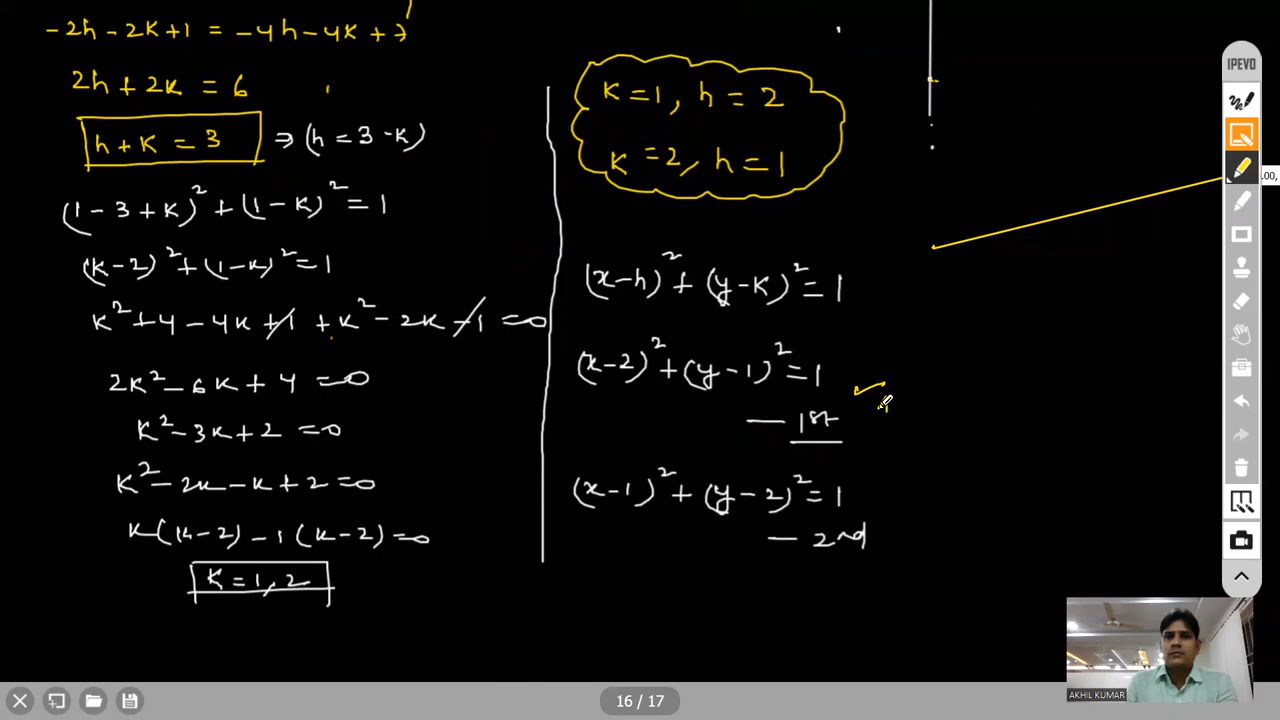 -2h - 2k + 1 = -4h - 4k + 7
2h + 2k = 6
h + k = 3 ⇒ (h = 3 - k)
(1 - 3 + k)² + (1 - k)² = 1
(k - 2)² + (1 - k)² = 1
k² + 4 - 4k + 1 + k² - 2k - 1 = 0
2k² - 6k + 4 = 0
k² - 3k + 2 = 0
k² - 2k - k + 2 = 0
k(k - 2) - 1(k - 2) = 0
k = 1, 2
k = 1, h = 2
k = 2, h = 1
(x - h)² + (y - k)² = 1
(x - 2)² + (y - 1)² = 1
— 1st
(x - 1)² + (y - 2)² = 1
— 2nd
IPEVO
.00,
16 / 17
AKHIL KUMAR